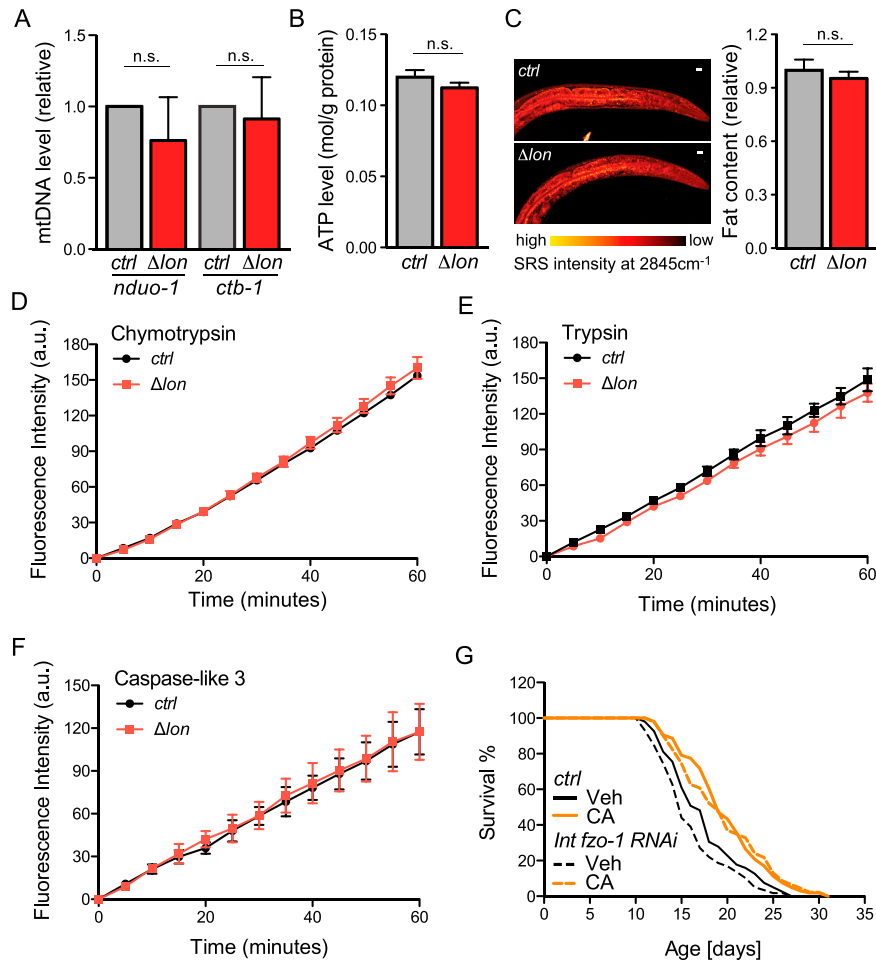 A
mtDNA level (relative)
1.5
1.0
0.5
0.0
n.s.
n.s.
ctrl Δlon ctrl Δlon
nduo-1 ctb-1
B
ATP level (mol/g protein)
0.15
0.10
0.05
0.00
n.s.
ctrl Δlon
C
ctrl
Δlon
high low
SRS intensity at 2845cm-1
Fat content (relative)
1.2
0.9
0.6
0.3
0.0
n.s.
ctrl Δlon
D
Chymotrypsin
ctrl
Δlon
Fluorescence Intensity (a.u.)
180
150
120
90
60
30
0
0 20 40 60
Time (minutes)
E
Trypsin
ctrl
Δlon
Fluorescence Intensity (a.u.)
180
150
120
90
60
30
0
0 20 40 60
Time (minutes)
F
Caspase-like 3
ctrl
Δlon
Fluorescence Intensity (a.u.)
150
120
90
60
30
0
0 20 40 60
Time (minutes)
G
Survival %
120
100
80
60
40
20
0
ctrl
Veh
CA
Int fzo-1 RNAi
Veh
CA
0 5 10 15 20 25 30 35
Age [days]